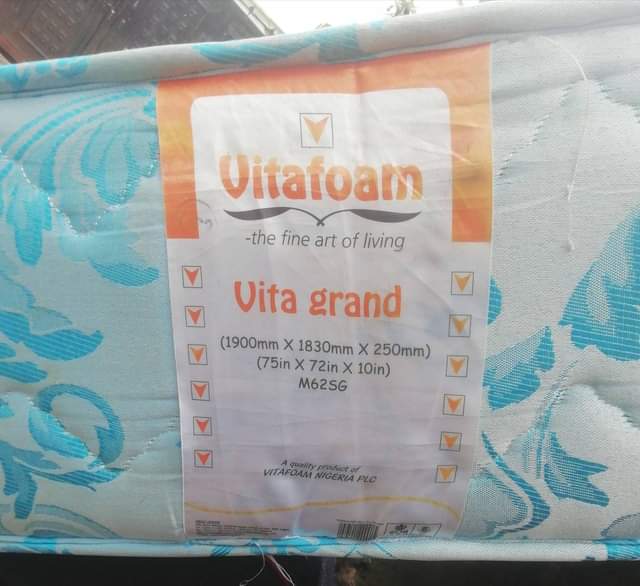 Vitafoam
-the fine art of living
Vita grand
(1900mm X 1830mm X 250mm)
(75in X 72in X 10in)
M62SG
A quality product of
VITAFOAM NIGERIA PLC